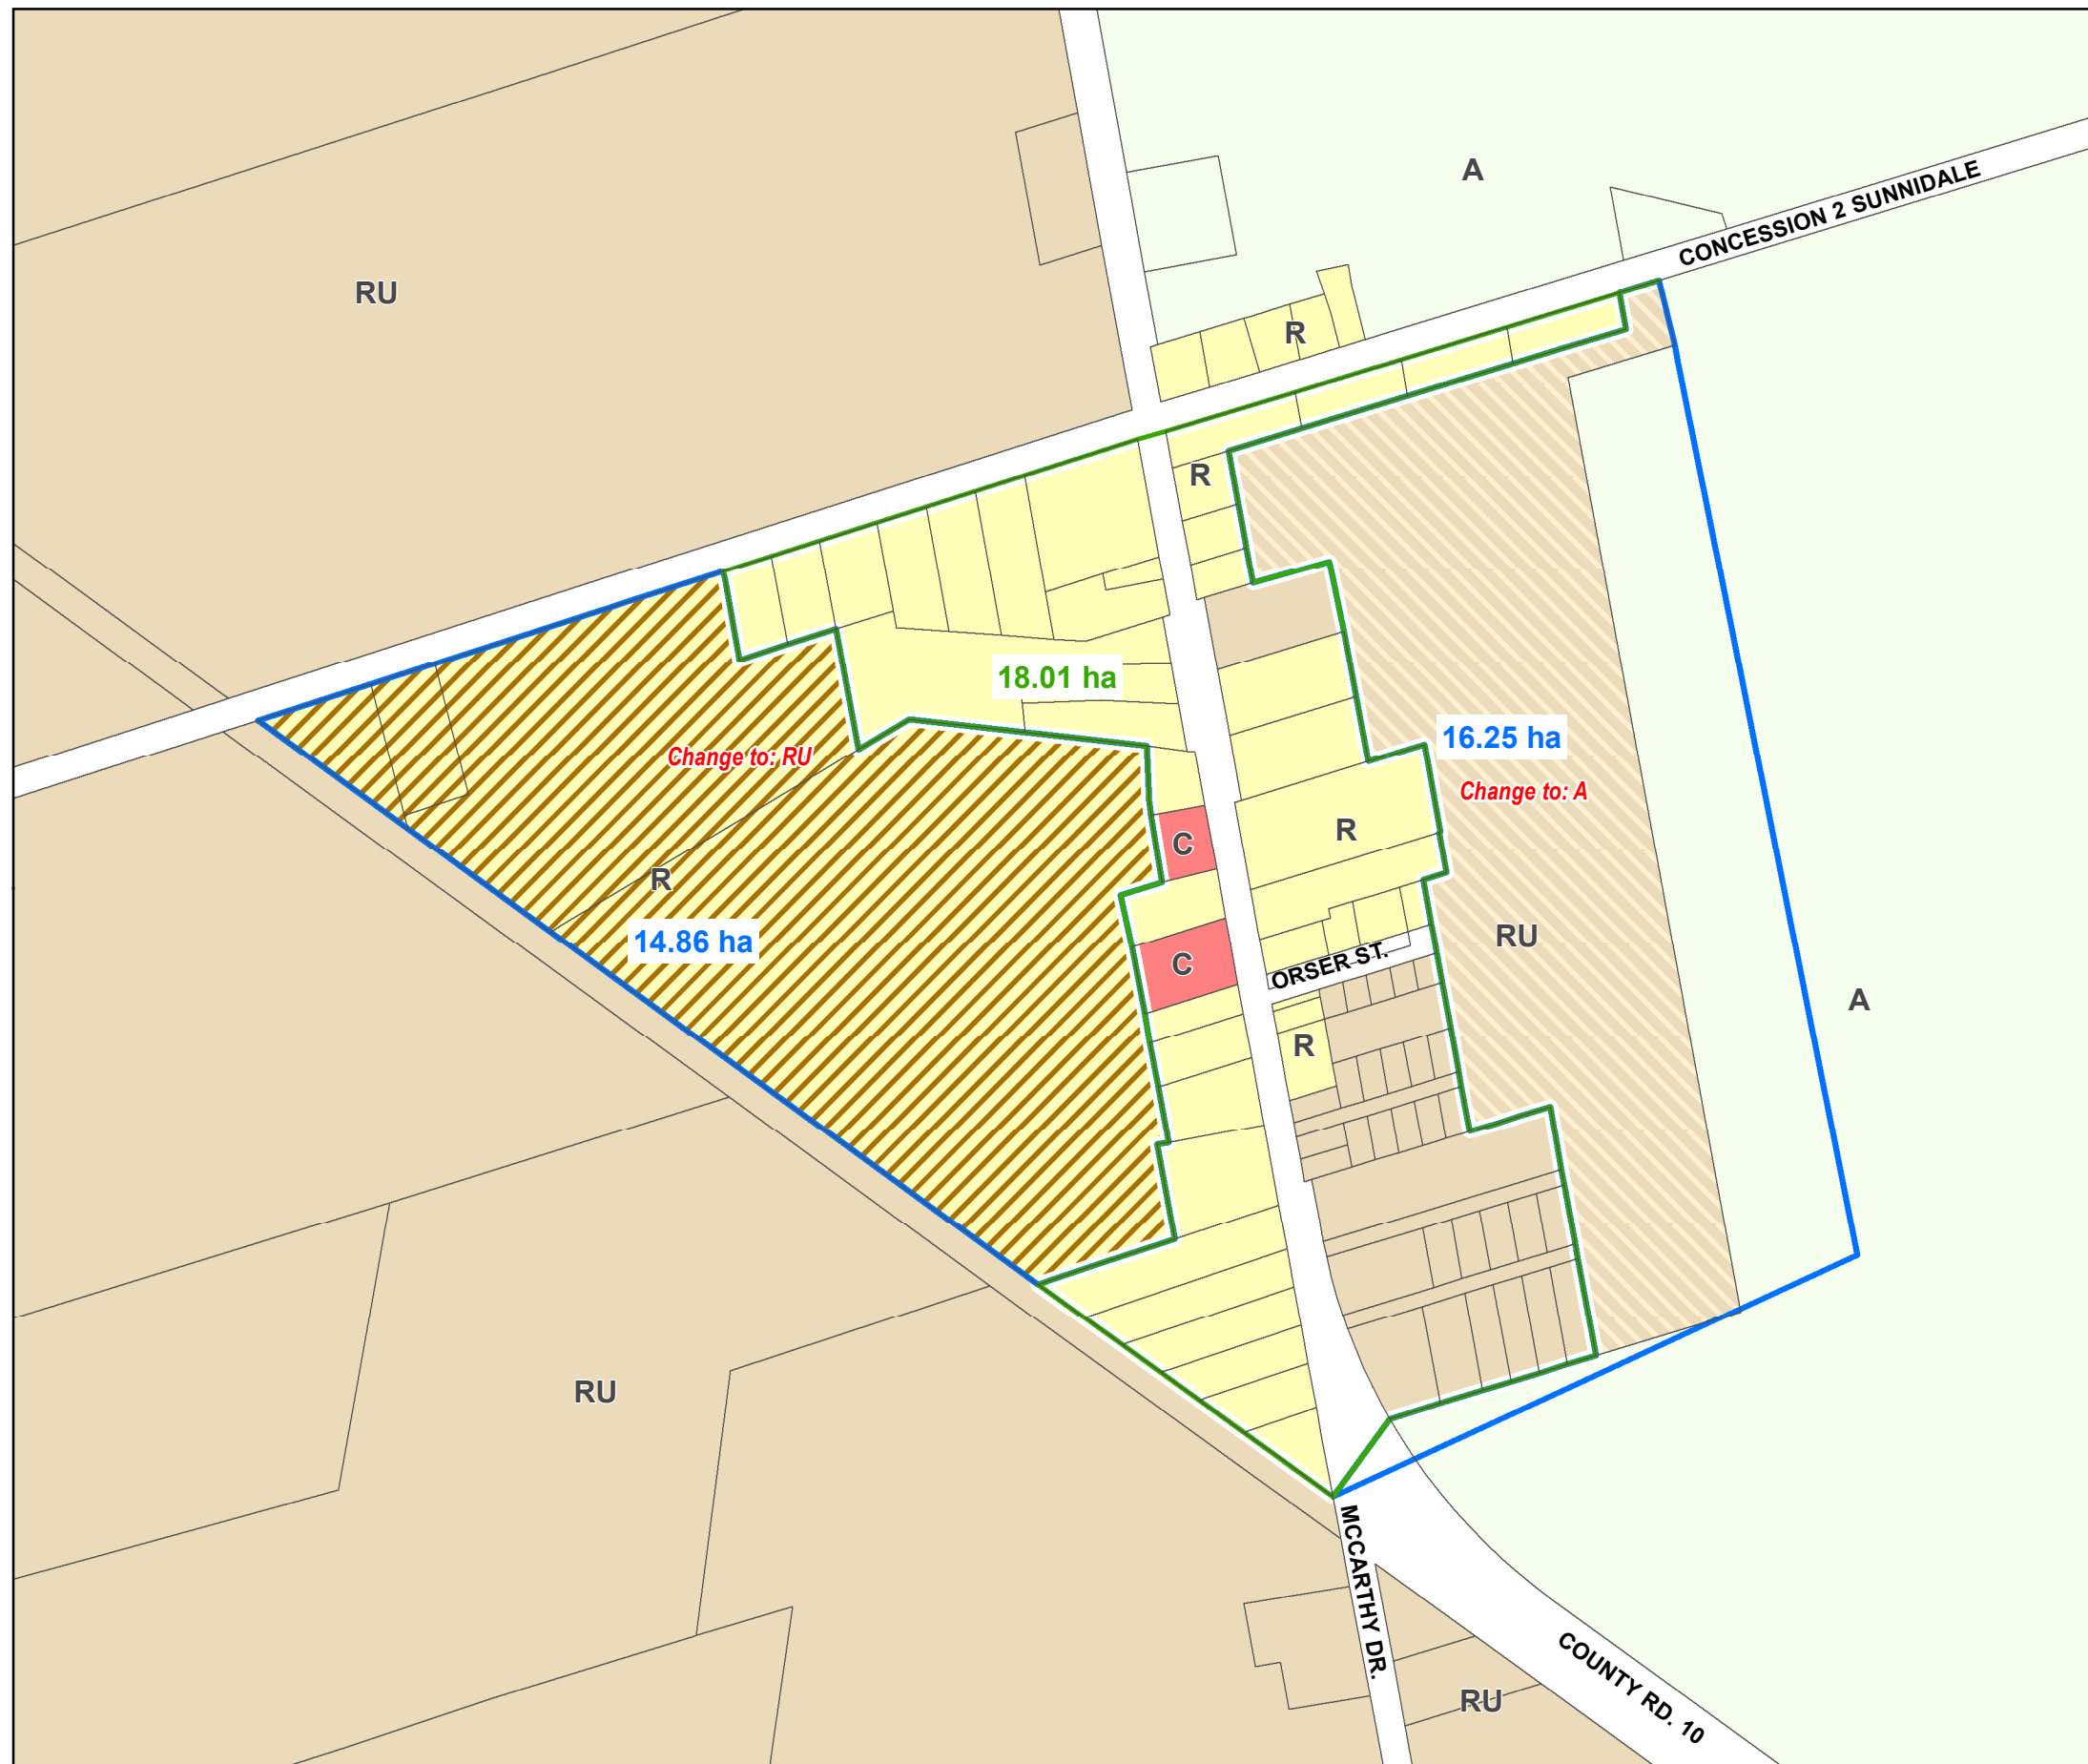 A
CONCESSION 2 SUNNIDALE
RU
R
R
18.01 ha
16.25 ha
Change to: RU
Change to: A
R
C
R
14.86 ha
RU
C
ORSER ST.
A
R
RU
MCCARTHY DR.
COUNTY RD. 10
RU